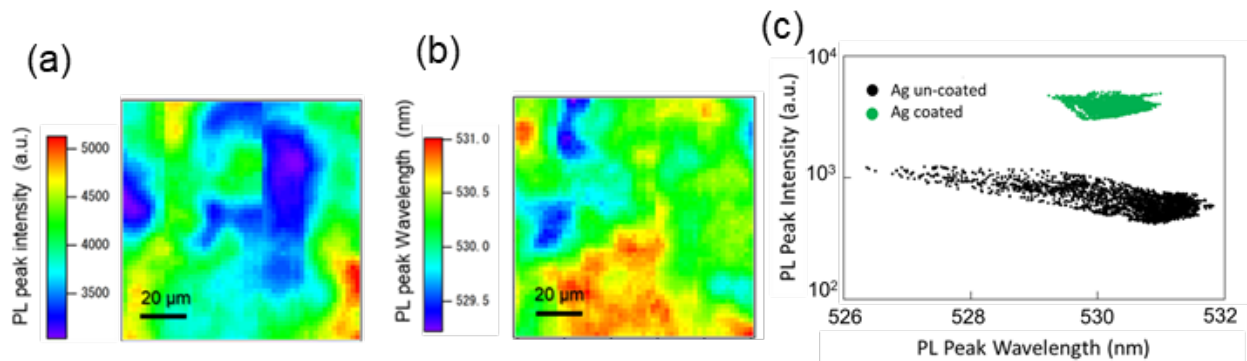 (a)
PL peak intensity (a.u.)
5000
4500
4000
3500
20 µm
(b)
PL peak Wavelength (nm)
531.0
530.5
530.0
529.5
20 µm
(c)
PL Peak Intensity (a.u.)
10⁴
10³
10²
Ag un-coated
Ag coated
526
528
530
532
PL Peak Wavelength (nm)